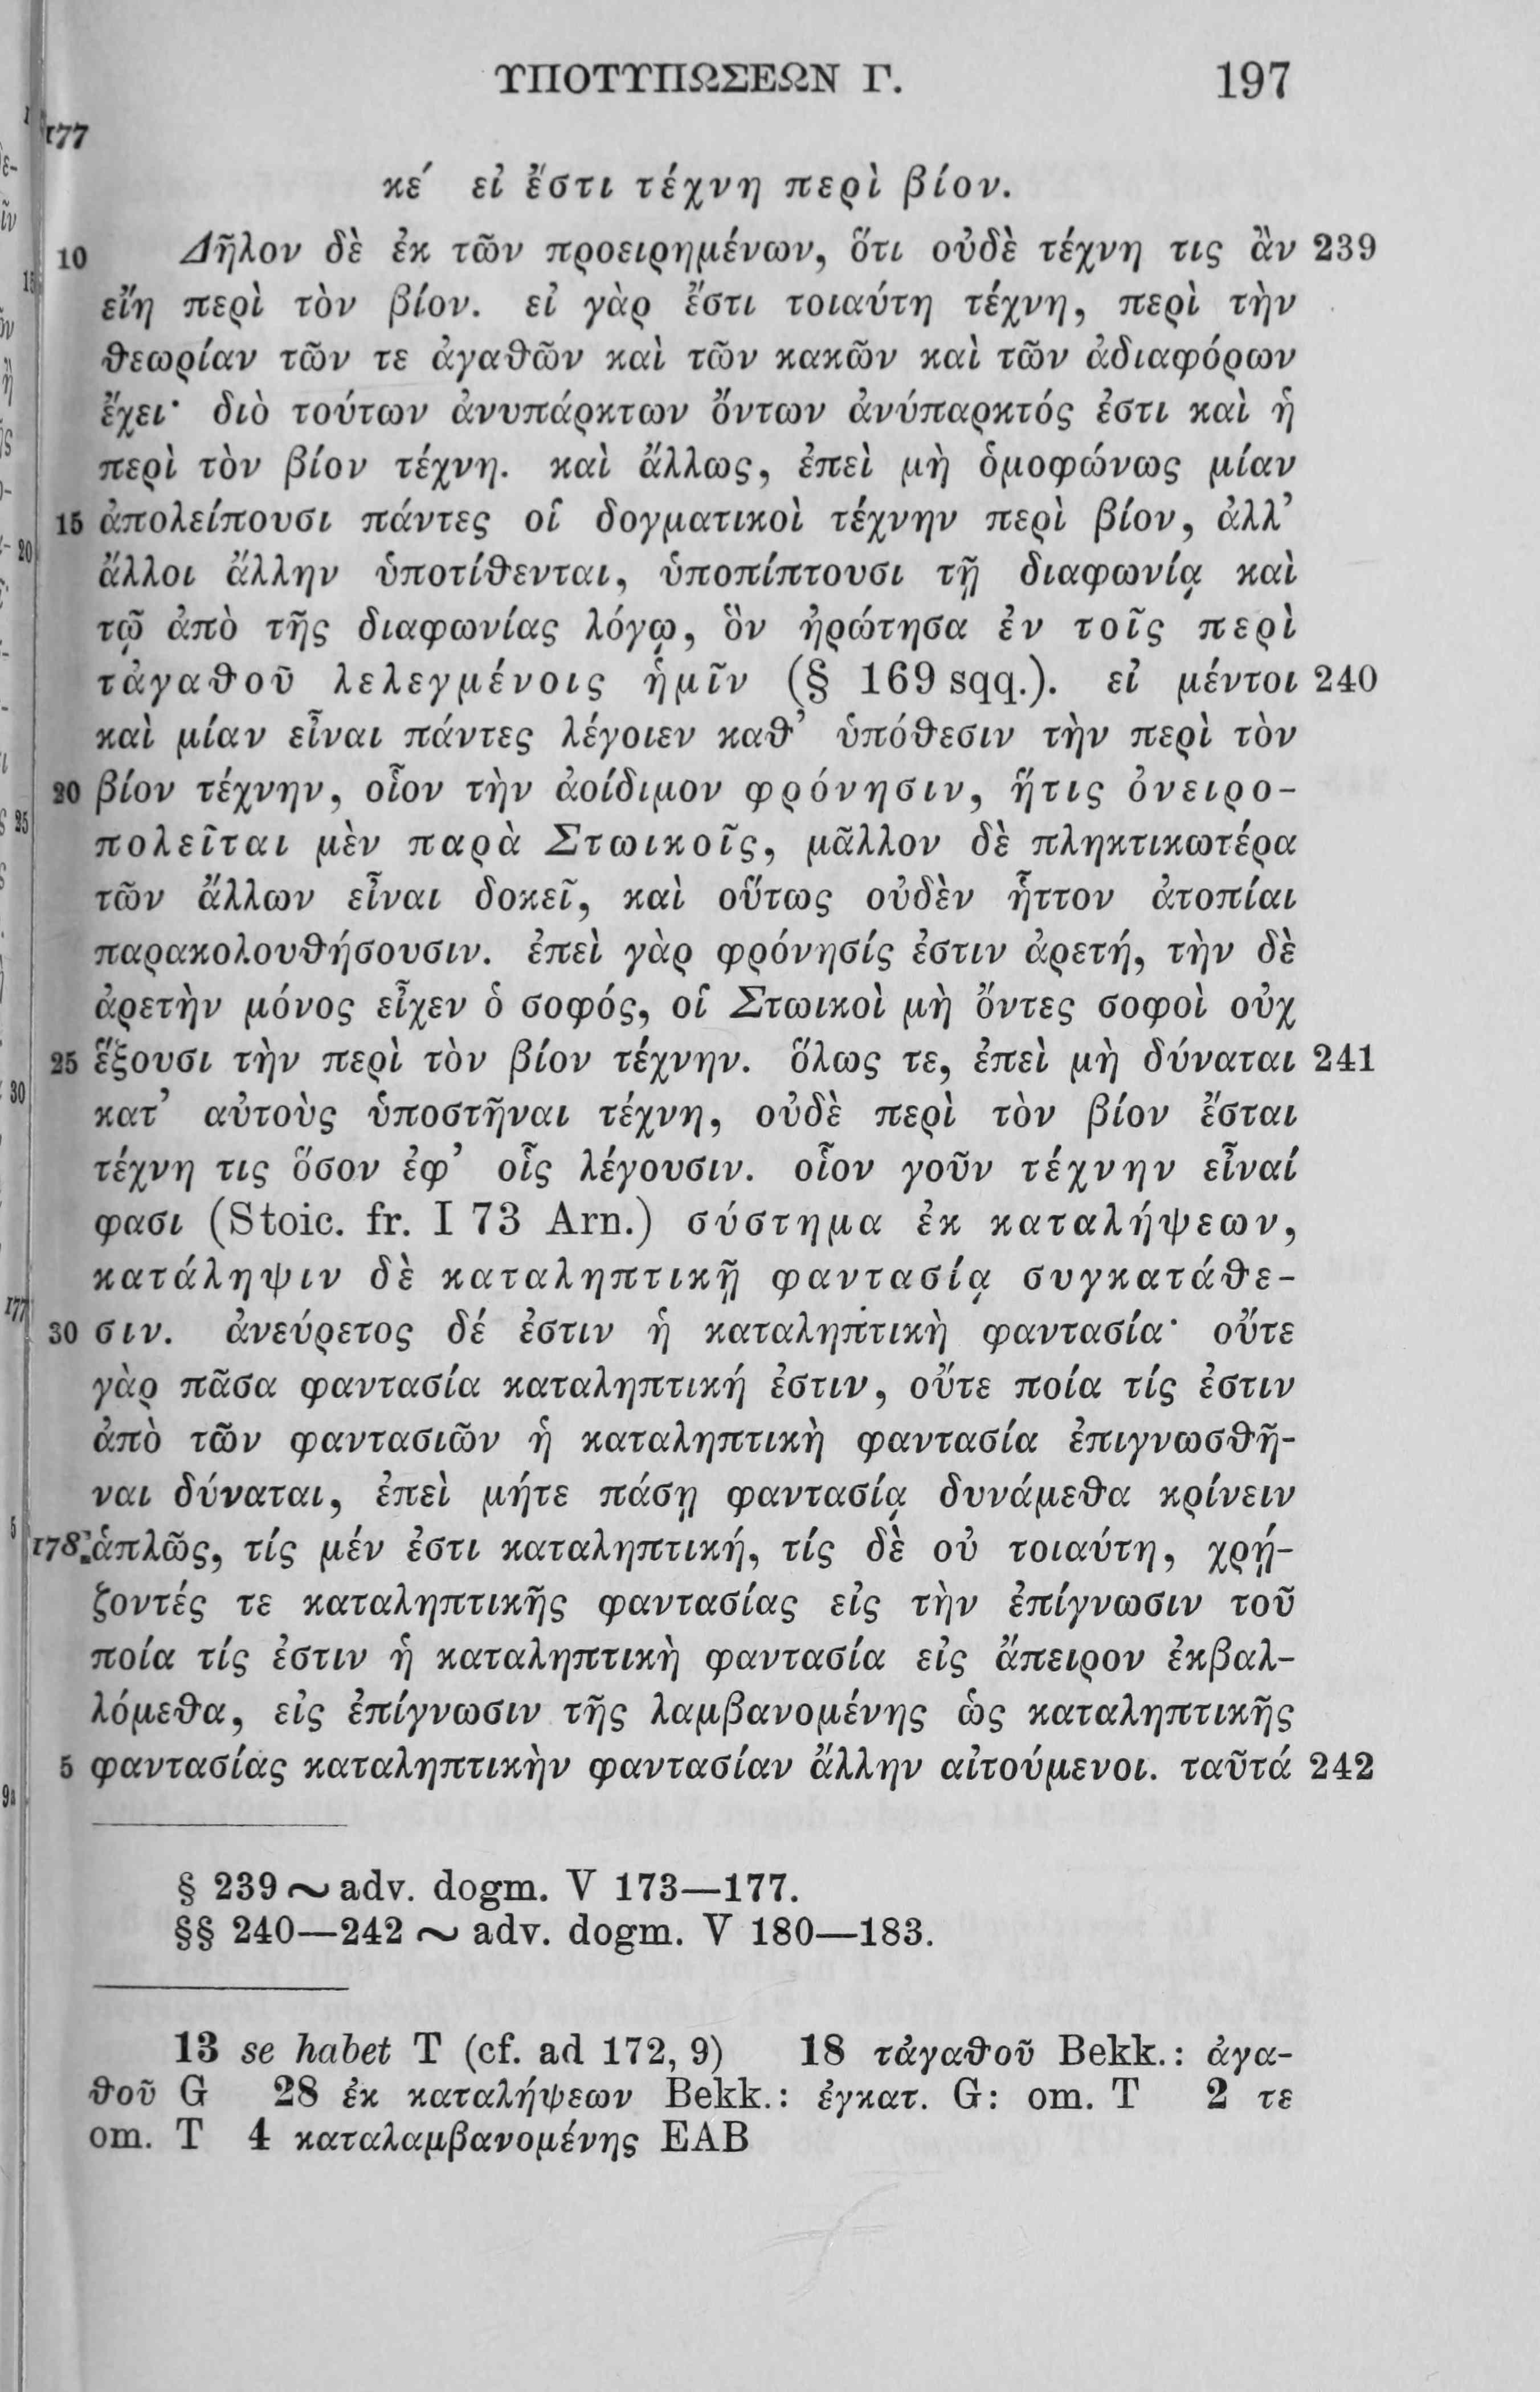 ΥΠΟΤΥΠΩΣΕΩΝ Γ. 197
177
κε´ εἰ ἔστι τέχνη περὶ βίον.
10 Δῆλον δὲ ἐκ τῶν προειρημένων, ὅτι οὐδὲ τέχνη τις ἂν 239
εἴη περὶ τὸν βίον. εἰ γὰρ ἔστι τοιαύτη τέχνη, περὶ τὴν
θεωρίαν τῶν τε ἀγαθῶν καὶ τῶν κακῶν καὶ τῶν ἀδιαφόρων
ἔχει· διὸ τούτων ἀνυπάρκτων ὄντων ἀνύπαρκτός ἐστι καὶ ἡ
περὶ τὸν βίον τέχνη. καὶ ἄλλως, ἐπεὶ μὴ ὁμοφώνως μίαν
15 ἀπολείπουσι πάντες οἱ δογματικοὶ τέχνην περὶ βίον, ἀλλ’
ἄλλοι ἄλλην ὑποτίθενται, ὑποπίπτουσι τῇ διαφωνίᾳ καὶ
τῷ ἀπὸ τῆς διαφωνίας λόγῳ, ὃν ἠρώτησα ἐν τοῖς περὶ
τἀγαθοῦ λελεγμένοις ἡμῖν (§ 169 sqq.). εἰ μέντοι 240
καὶ μίαν εἶναι πάντες λέγοιεν καθ’ ὑπόθεσιν τὴν περὶ τὸν
20 βίον τέχνην, οἷον τὴν ἀοίδιμον φρόνησιν, ἥτις ὀνειρο-
πολεῖται μὲν παρὰ Στωικοῖς, μᾶλλον δὲ πληκτικωτέρα
τῶν ἄλλων εἶναι δοκεῖ, καὶ οὕτως οὐδὲν ἧττον ἀτοπίαι
παρακολουθήσουσιν. ἐπεὶ γὰρ φρόνησίς ἐστιν ἀρετή, τὴν δὲ
ἀρετὴν μόνος εἶχεν ὁ σοφός, οἱ Στωικοὶ μὴ ὄντες σοφοὶ οὐχ
25 ἕξουσι τὴν περὶ τὸν βίον τέχνην. ὅλως τε, ἐπεὶ μὴ δύναται 241
κατ’ αὐτοὺς ὑποστῆναι τέχνη, οὐδὲ περὶ τὸν βίον ἔσται
τέχνη τις ὅσον ἐφ’ οἷς λέγουσιν. οἷον γοῦν τέχνην εἶναί
φασι (Stoic. fr. I 73 Arn.) σύστημα ἐκ καταλήψεων,
κατάληψιν δὲ καταληπτικῇ φαντασίᾳ συγκατάθε-
30 σιν. ἀνεύρετος δέ ἐστιν ἡ καταληπτικὴ φαντασία· οὔτε
γὰρ πᾶσα φαντασία καταληπτική ἐστιν, οὔτε ποία τίς ἐστιν
ἀπὸ τῶν φαντασιῶν ἡ καταληπτικὴ φαντασία ἐπιγνωσθῆ-
ναι δύναται, ἐπεὶ μήτε πάσῃ φαντασίᾳ δυνάμεθα κρίνειν
178 ἁπλῶς, τίς μέν ἐστι καταληπτική, τίς δὲ οὐ τοιαύτη, χρῄ-
ζοντές τε καταληπτικῆς φαντασίας εἰς τὴν ἐπίγνωσιν τοῦ
ποία τίς ἐστιν ἡ καταληπτικὴ φαντασία εἰς ἄπειρον ἐκβαλ-
λόμεθα, εἰς ἐπίγνωσιν τῆς λαμβανομένης ὡς καταληπτικῆς
5 φαντασίας καταληπτικὴν φαντασίαν ἄλλην αἰτούμενοι. ταῦτά 242
§ 239 ~ adv. dogm. V 173—177.
§§ 240—242 ~ adv. dogm. V 180—183.
13 se habet T (cf. ad 172, 9) 18 τἀγαθοῦ Bekk.: ἀγα-
θοῦ G 28 ἐκ καταλήψεων Bekk.: ἐγκατ. G: om. T 2 τε
om. T 4 καταλαμβανομένης EAB